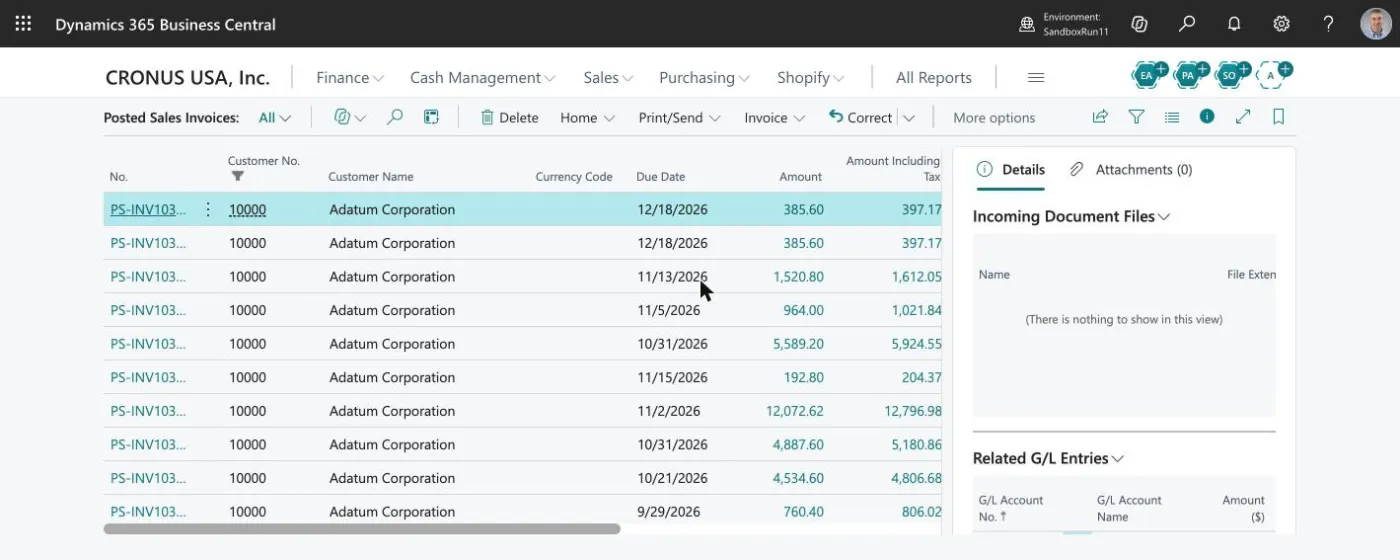 Dynamics 365 Business Central
Environment:
SandboxRun11
?
CRONUS USA, Inc.
Finance
Cash Management
Sales
Purchasing
Shopify
All Reports
EA
PA
SO
A
Posted Sales Invoices:
All
Delete
Home
Print/Send
Invoice
Correct
More options
No.
Customer No.
Customer Name
Currency Code
Due Date
Amount
Amount Including
Tax
PS-INV103... 10000 Adatum Corporation 12/18/2026 385.60 397.17
PS-INV103... 10000 Adatum Corporation 12/18/2026 385.60 397.17
PS-INV103... 10000 Adatum Corporation 11/13/2026 1,520.80 1,612.05
PS-INV103... 10000 Adatum Corporation 11/5/2026 964.00 1,021.84
PS-INV103... 10000 Adatum Corporation 10/31/2026 5,589.20 5,924.55
PS-INV103... 10000 Adatum Corporation 11/15/2026 192.80 204.37
PS-INV103... 10000 Adatum Corporation 11/2/2026 12,072.62 12,796.98
PS-INV103... 10000 Adatum Corporation 10/31/2026 4,887.60 5,180.86
PS-INV103... 10000 Adatum Corporation 10/21/2026 4,534.60 4,806.68
PS-INV103... 10000 Adatum Corporation 9/29/2026 760.40 806.02
Details
Attachments (0)
Incoming Document Files
Name
File Exten
(There is nothing to show in this view)
Related G/L Entries
G/L Account
No. ↑
G/L Account
Name
Amount
($)